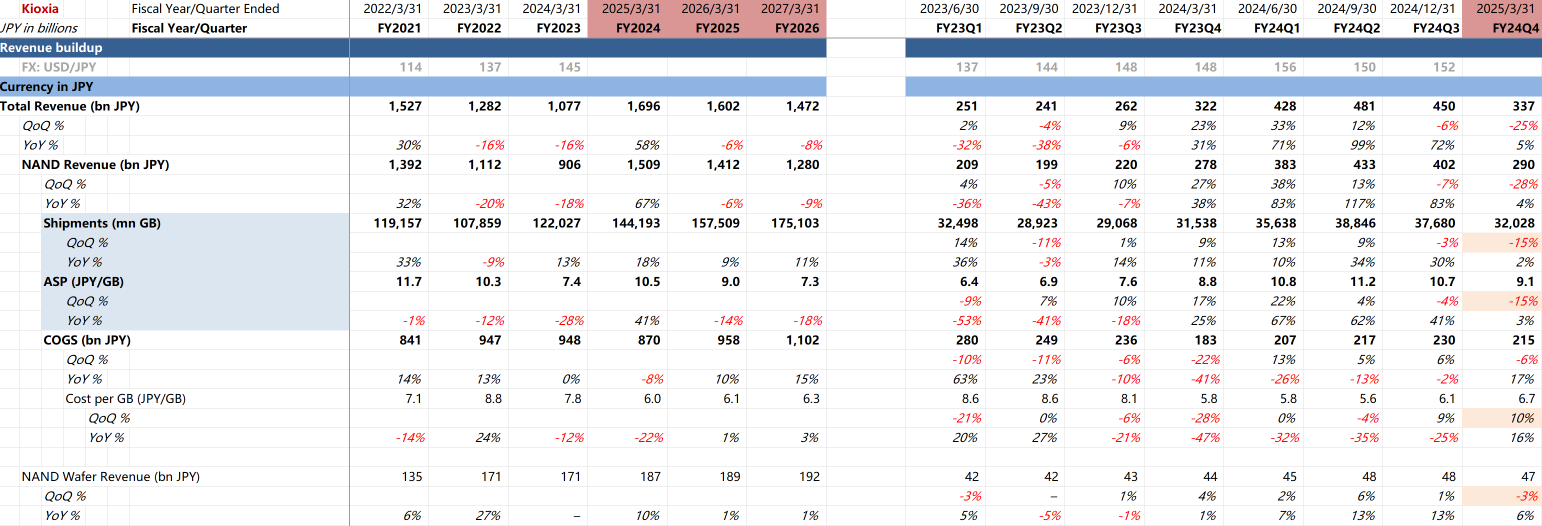 Kioxia Fiscal Year/Quarter Ended 2022/3/31 2023/3/31 2024/3/31 2025/3/31 2026/3/31 2027/3/31 2023/6/30 2023/9/30 2023/12/31 2024/3/31 2024/6/30 2024/9/30 2024/12/31 2025/3/31
JPY in billions Fiscal Year/Quarter FY2021 FY2022 FY2023 FY2024 FY2025 FY2026 FY23Q1 FY23Q2 FY23Q3 FY23Q4 FY24Q1 FY24Q2 FY24Q3 FY24Q4
Revenue buildup
FX: USD/JPY 114 137 145 137 144 148 148 156 150 152
Currency in JPY
Total Revenue (bn JPY) 1,527 1,282 1,077 1,696 1,602 1,472 251 241 262 322 428 481 450 337
QoQ % 2% -4% 9% 23% 33% 12% -6% -25%
YoY % 30% -16% -16% 58% -6% -8% -32% -38% -6% 31% 71% 99% 72% 5%
NAND Revenue (bn JPY) 1,392 1,112 906 1,509 1,412 1,280 209 199 220 278 383 433 402 290
QoQ % 4% -5% 10% 27% 38% 13% -7% -28%
YoY % 32% -20% -18% 67% -6% -9% -36% -43% -7% 38% 83% 117% 83% 4%
Shipments (mn GB) 119,157 107,859 122,027 144,193 157,509 175,103 32,498 28,923 29,068 31,538 35,638 38,846 37,680 32,028
QoQ % 14% -11% 1% 9% 13% 9% -3% -15%
YoY % 33% -9% 13% 18% 9% 11% 36% -3% 14% 11% 10% 34% 30% 2%
ASP (JPY/GB) 11.7 10.3 7.4 10.5 9.0 7.3 6.4 6.9 7.6 8.8 10.8 11.2 10.7 9.1
QoQ % -9% 7% 10% 17% 22% 4% -4% -15%
YoY % -1% -12% -28% 41% -14% -18% -53% -41% -18% 25% 67% 62% 41% 3%
COGS (bn JPY) 841 947 948 870 958 1,102 280 249 236 183 207 217 230 215
QoQ % -10% -11% -6% -22% 13% 5% 6% -6%
YoY % 14% 13% 0% -8% 10% 15% 63% 23% -10% -41% -26% -13% -2% 17%
Cost per GB (JPY/GB) 7.1 8.8 7.8 6.0 6.1 6.3 8.6 8.6 8.1 5.8 5.8 5.6 6.1 6.7
QoQ % -21% 0% -6% -28% 0% -4% 9% 10%
YoY % -14% 24% -12% -22% 1% 3% 20% 27% -21% -47% -32% -35% -25% 16%
NAND Wafer Revenue (bn JPY) 135 171 171 187 189 192 42 42 43 44 45 48 48 47
QoQ % -3% – 1% 4% 2% 6% 1% -3%
YoY % 6% 27% – 10% 1% 1% 5% -5% -1% 1% 7% 13% 13% 6%